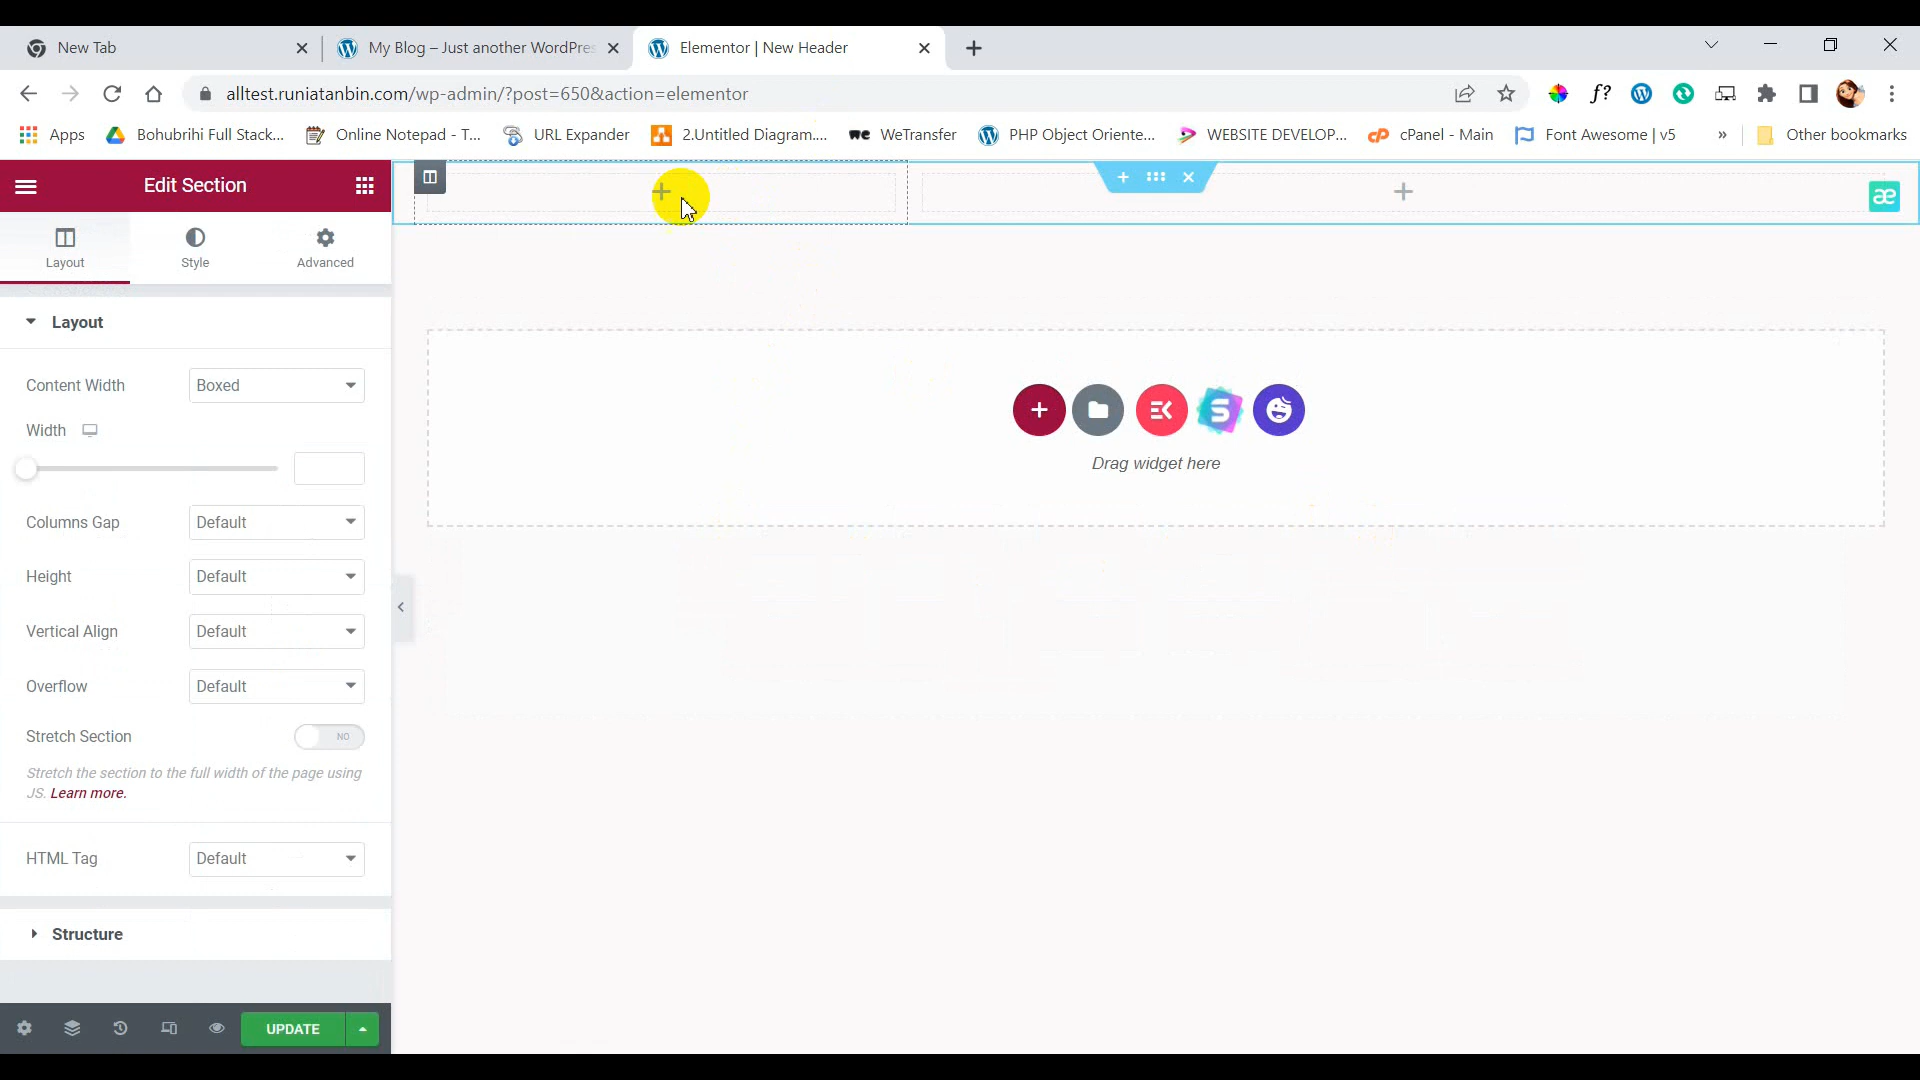 New Tab
My Blog – Just another WordPres
Elementor | New Header
alltest.runiatanbin.com/wp-admin/?post=650&action=elementor
f?
Apps
Bohubrihi Full Stack...
Online Notepad - T...
URL Expander
2.Untitled Diagram....
we
WeTransfer
PHP Object Oriente...
WEBSITE DEVELOP...
cP
cPanel - Main
Font Awesome | v5
»
Other bookmarks
Edit Section
æ
Layout
Style
Advanced
Layout
Content Width
Boxed
Width
Columns Gap
Default
Height
Default
Vertical Align
Default
Overflow
Default
Stretch Section
NO
Stretch the section to the full width of the page using
JS. Learn more.
HTML Tag
Default
Structure
UPDATE
S
Drag widget here